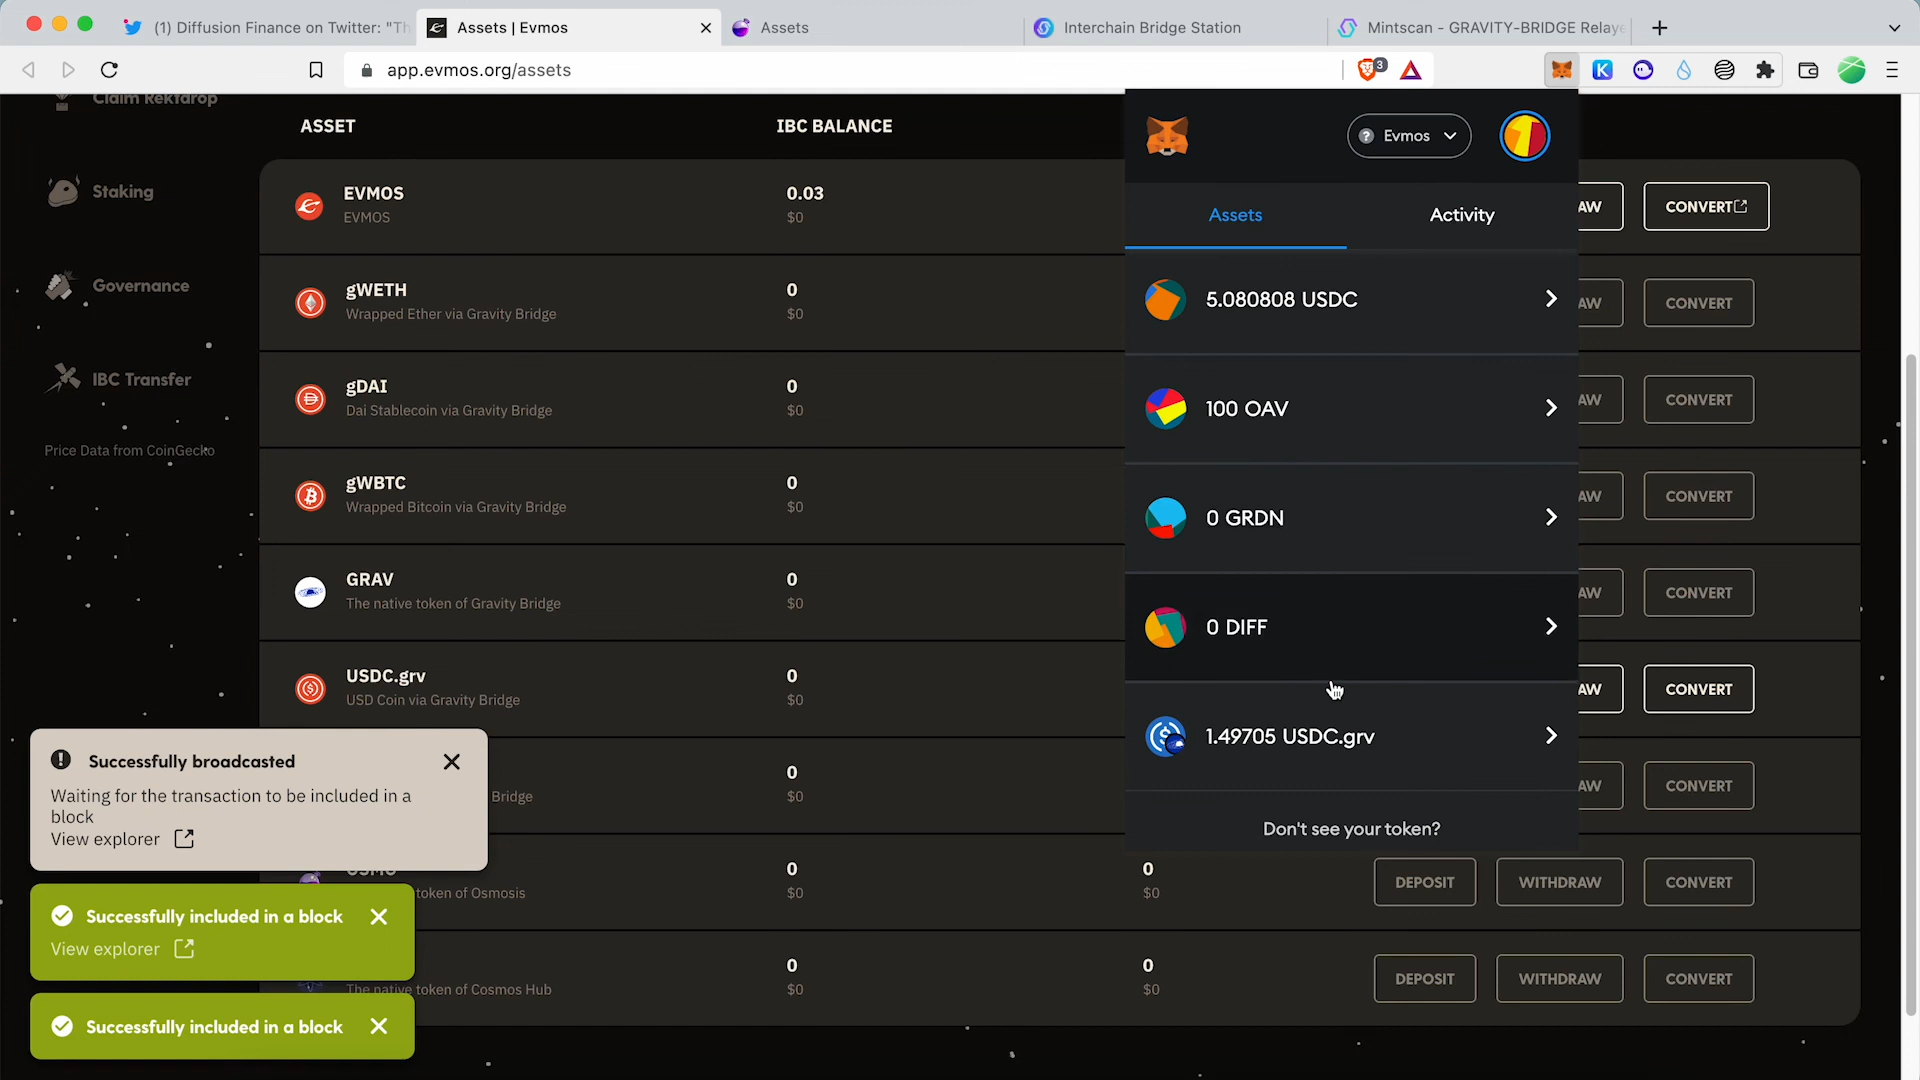 (1) Diffusion Finance on Twitter: "Th
Assets | Evmos
Assets
Interchain Bridge Station
Mintscan - GRAVITY-BRIDGE Relaye
app.evmos.org/assets
3
Claim Rektdrop
Staking
Governance
IBC Transfer
Price Data from CoinGecko
ASSET
IBC BALANCE
EVMOS
EVMOS
0.03
$0
AW
CONVERT
gWETH
Wrapped Ether via Gravity Bridge
0
$0
AW
CONVERT
gDAI
Dai Stablecoin via Gravity Bridge
0
$0
AW
CONVERT
gWBTC
Wrapped Bitcoin via Gravity Bridge
0
$0
AW
CONVERT
GRAV
The native token of Gravity Bridge
0
$0
AW
CONVERT
USDC.grv
USD Coin via Gravity Bridge
0
$0
AW
CONVERT
Bridge
0
$0
AW
CONVERT
OSMO
token of Osmosis
0
$0
0
$0
DEPOSIT
WITHDRAW
CONVERT
The native token of Cosmos Hub
0
$0
0
$0
DEPOSIT
WITHDRAW
CONVERT
Evmos
Assets
Activity
5.080808 USDC
100 OAV
0 GRDN
0 DIFF
1.49705 USDC.grv
Don't see your token?
Successfully broadcasted
Waiting for the transaction to be included in a
block
View explorer
Successfully included in a block
View explorer
Successfully included in a block